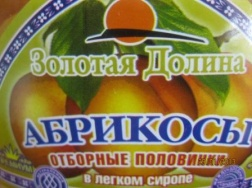 Золотая Долина
АБРИКОСЫ
ОТБОРНЫЕ ПОЛОВИНКИ
в легком сиропе